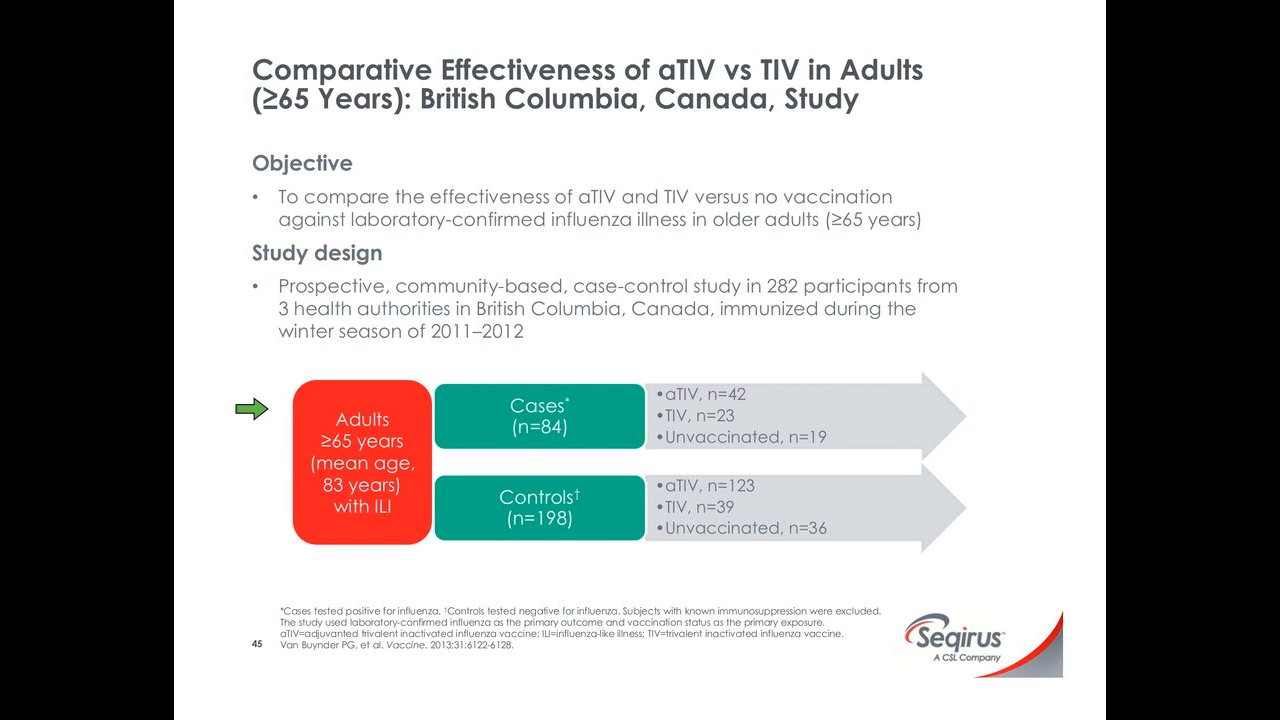 Comparative Effectiveness of aTIV vs TIV in Adults
(≥65 Years): British Columbia, Canada, Study
Objective
• To compare the effectiveness of aTIV and TIV versus no vaccination
against laboratory-confirmed influenza illness in older adults (≥65 years)
Study design
• Prospective, community-based, case-control study in 282 participants from
3 health authorities in British Columbia, Canada, immunized during the
winter season of 2011–2012
Adults
≥65 years
(mean age,
83 years)
with ILI
Cases*
(n=84)
•aTIV, n=42
•TIV, n=23
•Unvaccinated, n=19
Controls†
(n=198)
•aTIV, n=123
•TIV, n=39
•Unvaccinated, n=36
*Cases tested positive for influenza. †Controls tested negative for influenza. Subjects with known immunosuppression were excluded.
The study used laboratory-confirmed influenza as the primary outcome and vaccination status as the primary exposure.
aTIV=adjuvanted trivalent inactivated influenza vaccine; ILI=influenza-like illness; TIV=trivalent inactivated influenza vaccine.
Van Buynder PG, et al. Vaccine. 2013;31:6122-6128.
45
Seqirus™
A CSL Company